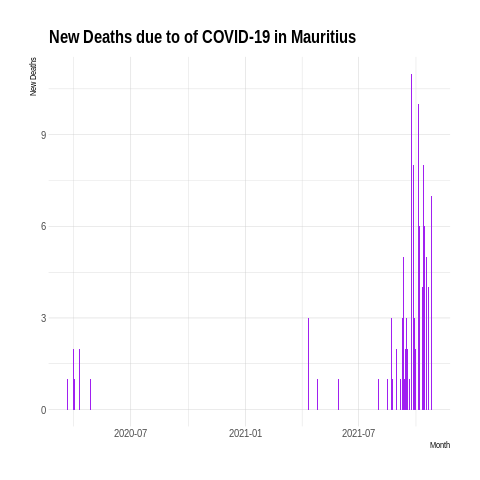 New Deaths due to of COVID-19 in Mauritius
New Deaths
9
6
3
0
2020-07 2021-01 2021-07
Month